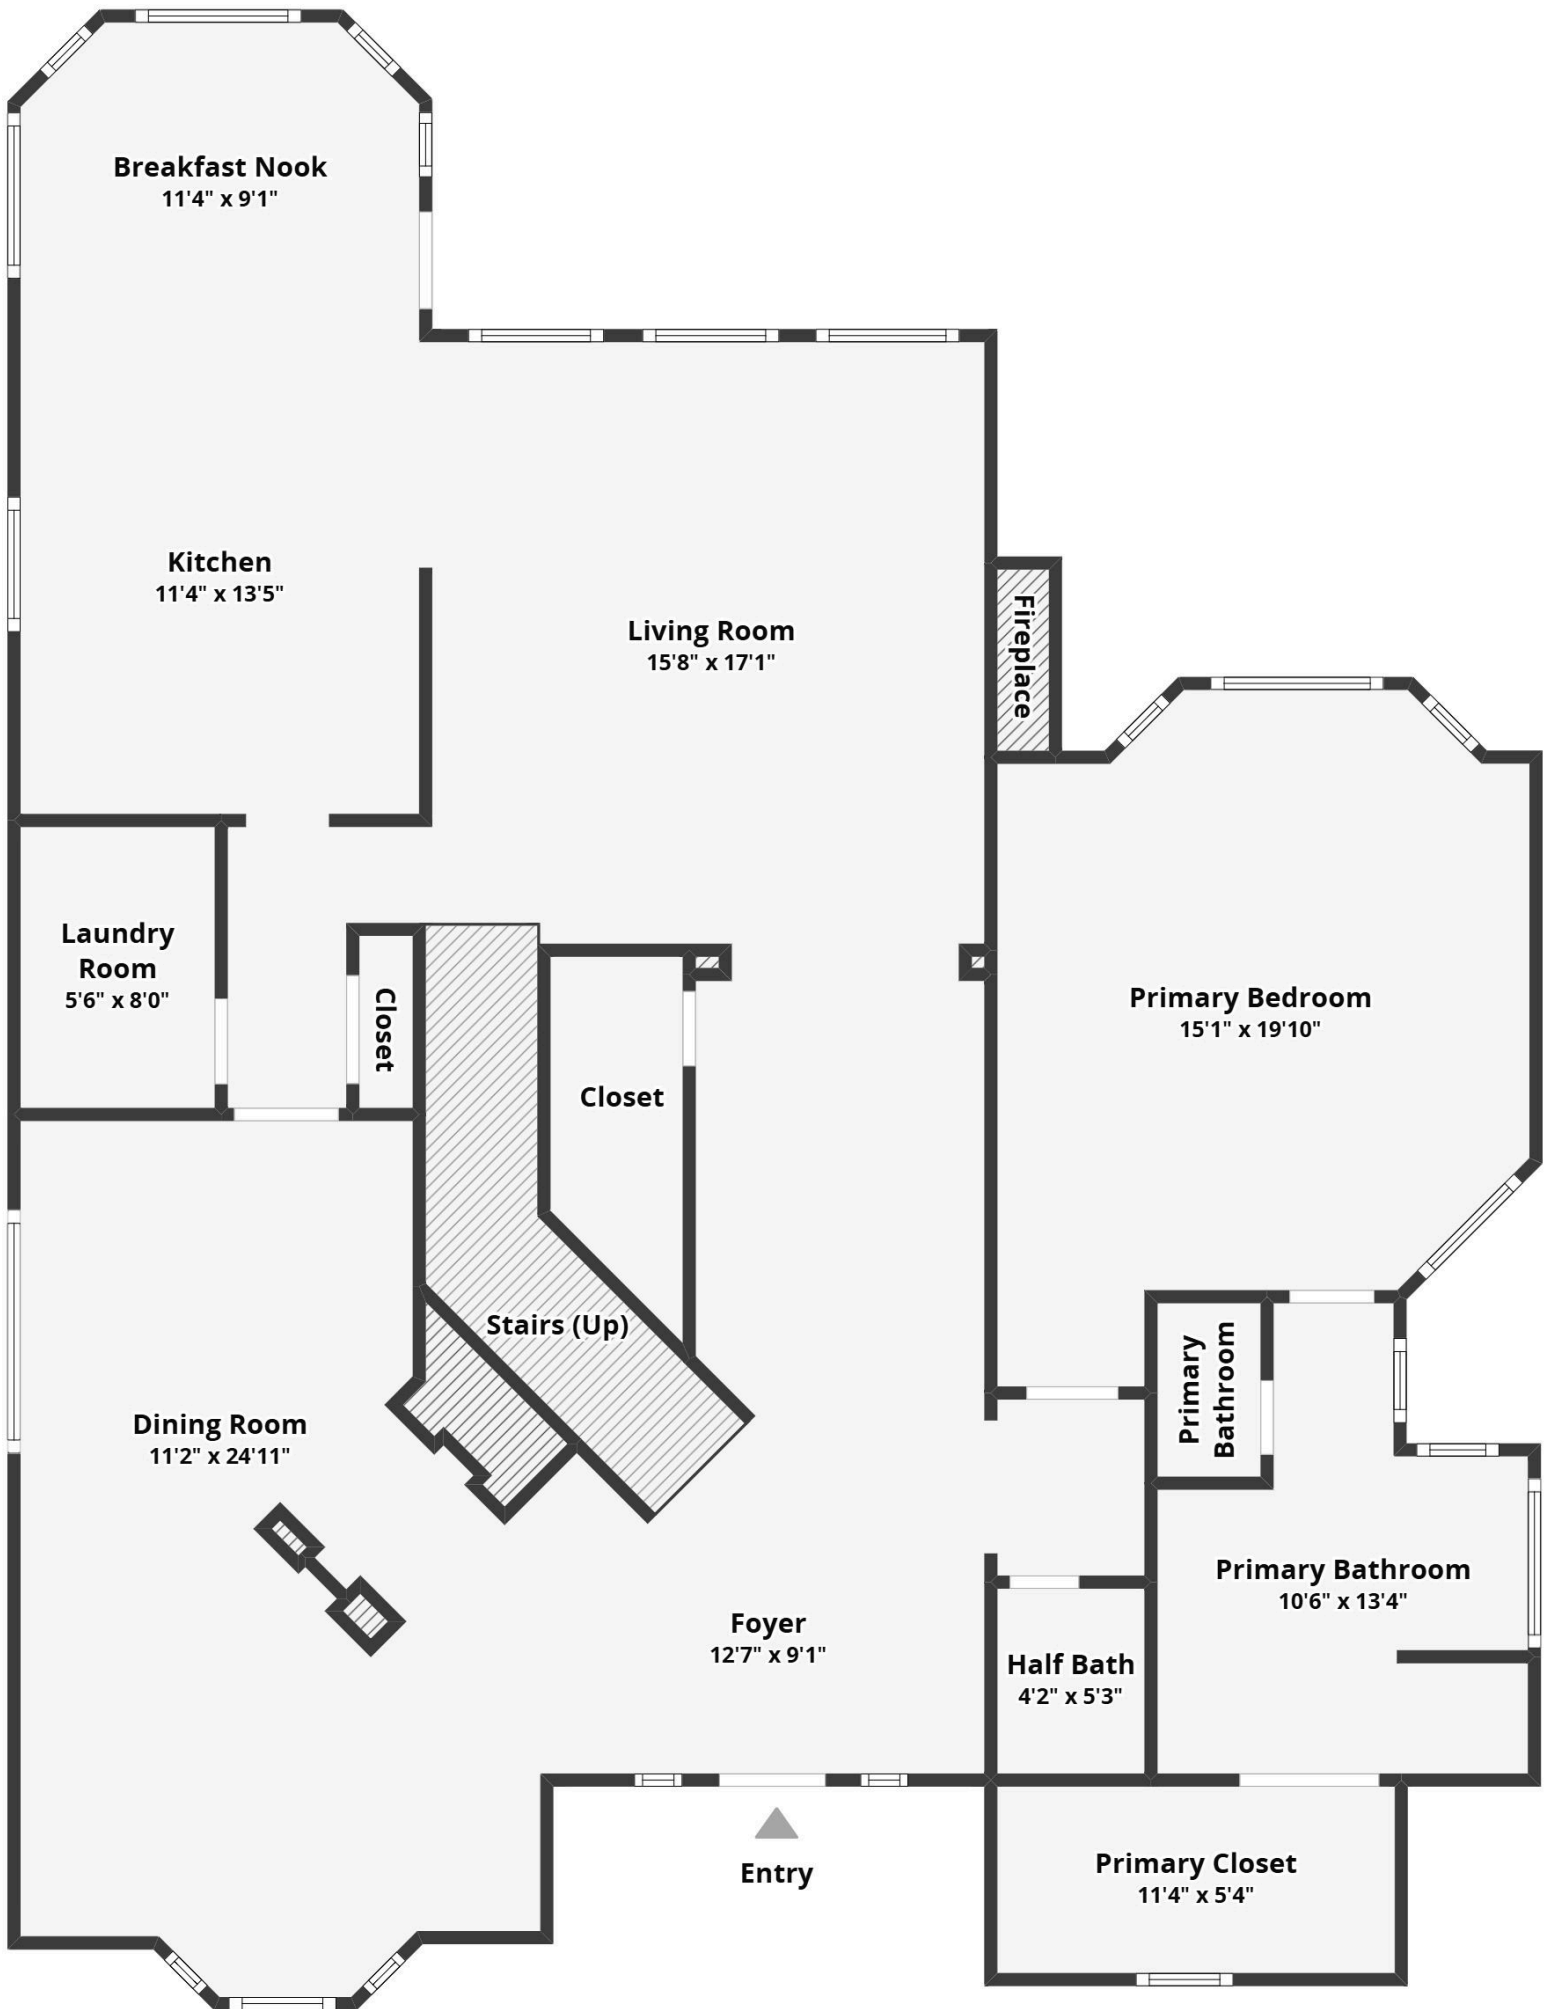 Breakfast Nook
11'4" x 9'1"
Kitchen
11'4" x 13'5"
Living Room
15'8" x 17'1"
Fireplace
Laundry
Room
5'6" x 8'0"
Closet
Closet
Primary Bedroom
15'1" x 19'10"
Stairs (Up)
Primary
Bathroom
Dining Room
11'2" x 24'11"
Primary Bathroom
10'6" x 13'4"
Foyer
12'7" x 9'1"
Half Bath
4'2" x 5'3"
Entry
Primary Closet
11'4" x 5'4"